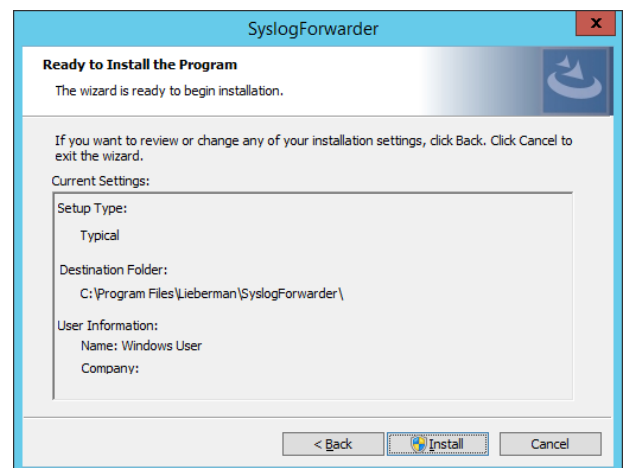 SyslogForwarder
x
Ready to Install the Program
The wizard is ready to begin installation.
If you want to review or change any of your installation settings, click Back. Click Cancel to
exit the wizard.
Current Settings:
Setup Type:
Typical
Destination Folder:
C:\Program Files\Lieberman\SyslogForwarder\
User Information:
Name: Windows User
Company:
< Back
Install
Cancel